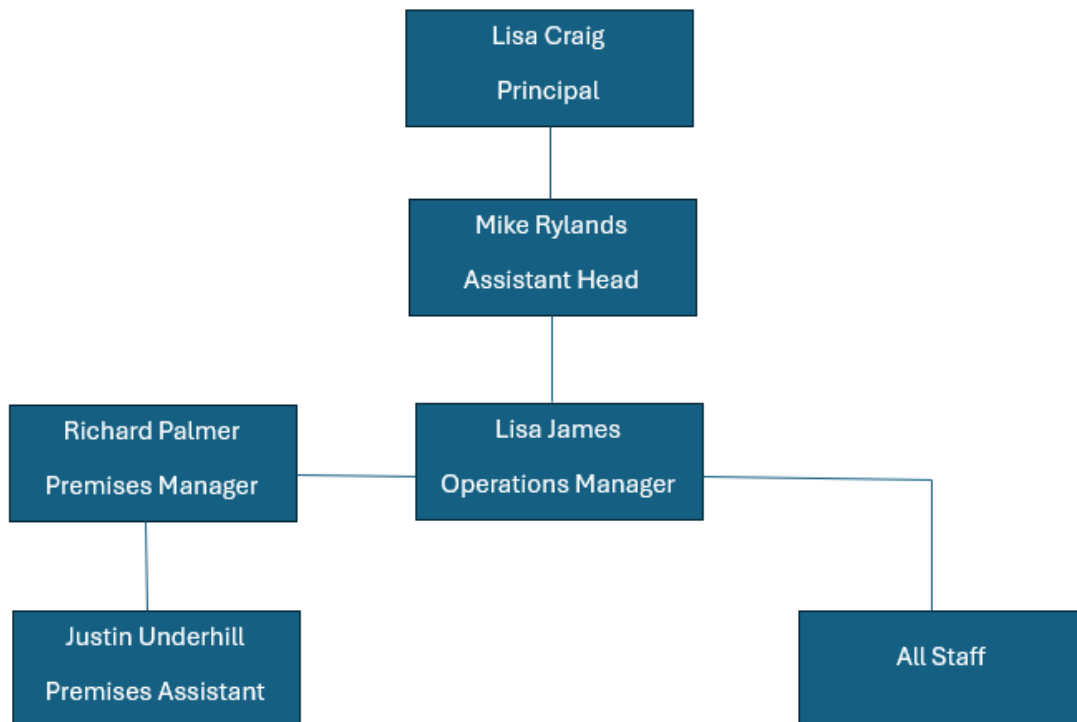 Lisa Craig
Principal
Mike Rylands
Assistant Head
Richard Palmer
Premises Manager
Lisa James
Operations Manager
Justin Underhill
Premises Assistant
All Staff